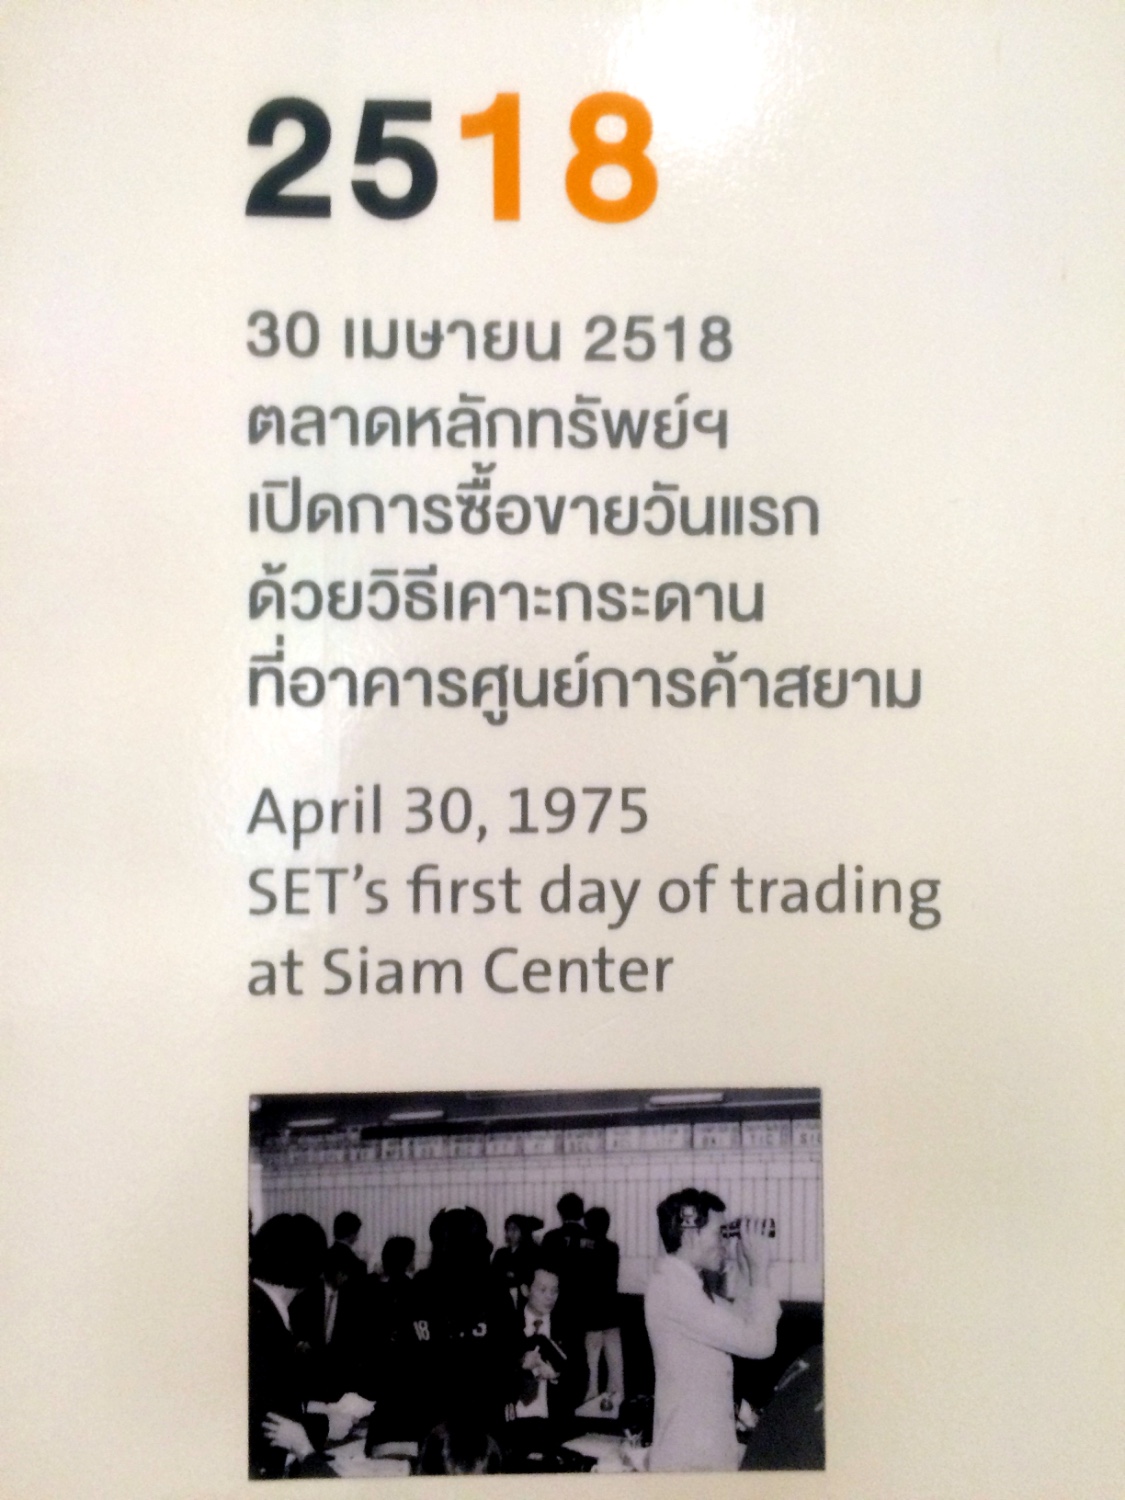 2518
30 เมษายน 2518
ตลาดหลักทรัพย์ฯ
เปิดการซื้อขายวันแรก
ด้วยวิธีเคาะกระดาน
ที่อาคารศูนย์การค้าสยาม
April 30, 1975
SET's first day of trading
at Siam Center
TIC
18